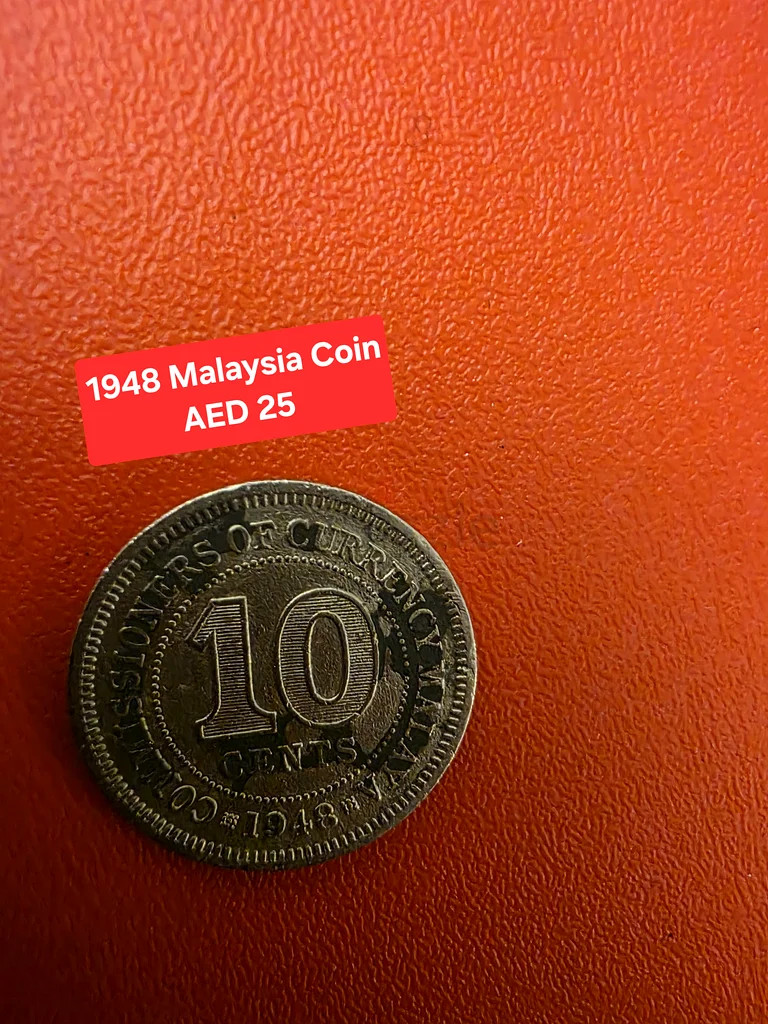 1948 Malaysia Coin
AED 25
COMMISSIONERS OF CURRENCY MALAYA
10
CENTS
1948